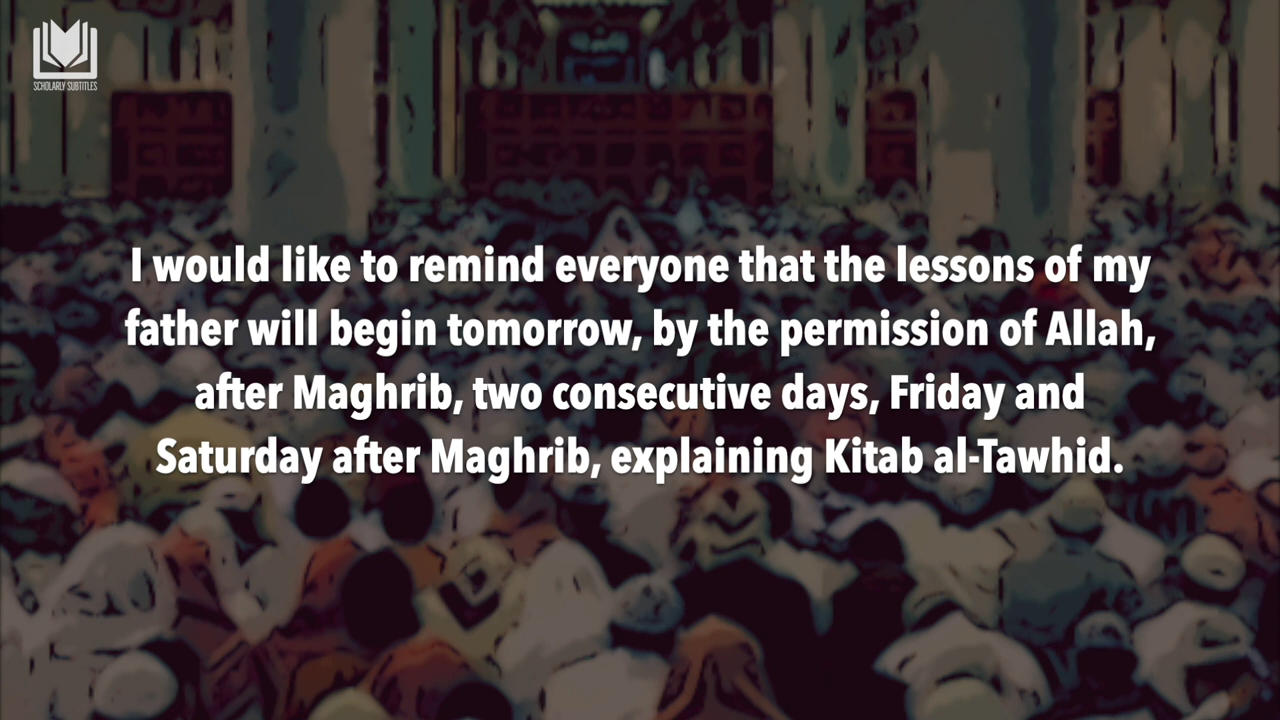 SCHOLARLY SUBTITLES
I would like to remind everyone that the lessons of my
father will begin tomorrow, by the permission of Allah,
after Maghrib, two consecutive days, Friday and
Saturday after Maghrib, explaining Kitab al-Tawhid.